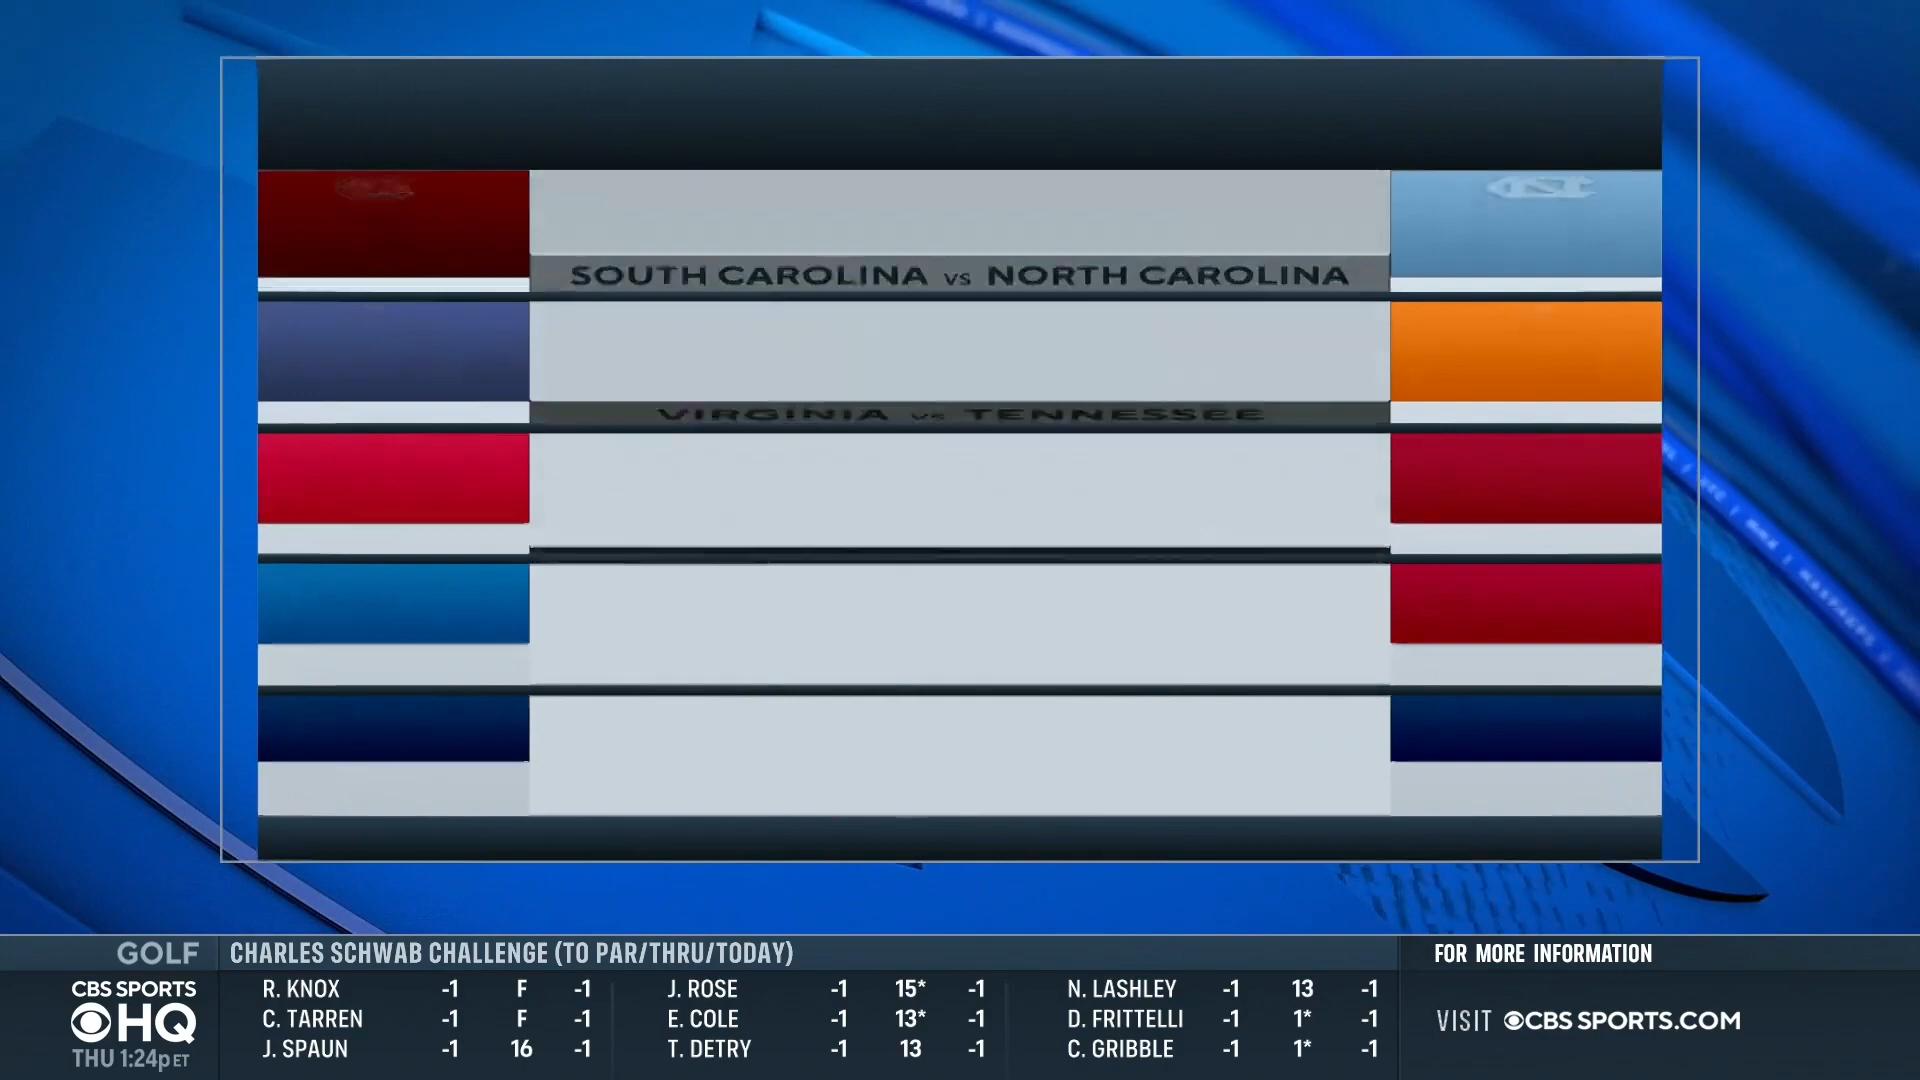 SOUTH CAROLINA vs NORTH CAROLINA
VIRGINIA vs TENNESSEE
GOLF CHARLES SCHWAB CHALLENGE (TO PAR/THRU/TODAY) FOR MORE INFORMATION
CBS SPORTS HQ
THU 1:24p ET
R. KNOX -1 F -1 J. ROSE -1 15* -1 N. LASHLEY -1 13 -1
C. TARREN -1 F -1 E. COLE -1 13* -1 D. FRITTELLI -1 1* -1
J. SPAUN -1 16 -1 T. DETRY -1 13 -1 C. GRIBBLE -1 1* -1
VISIT CBS SPORTS.COM